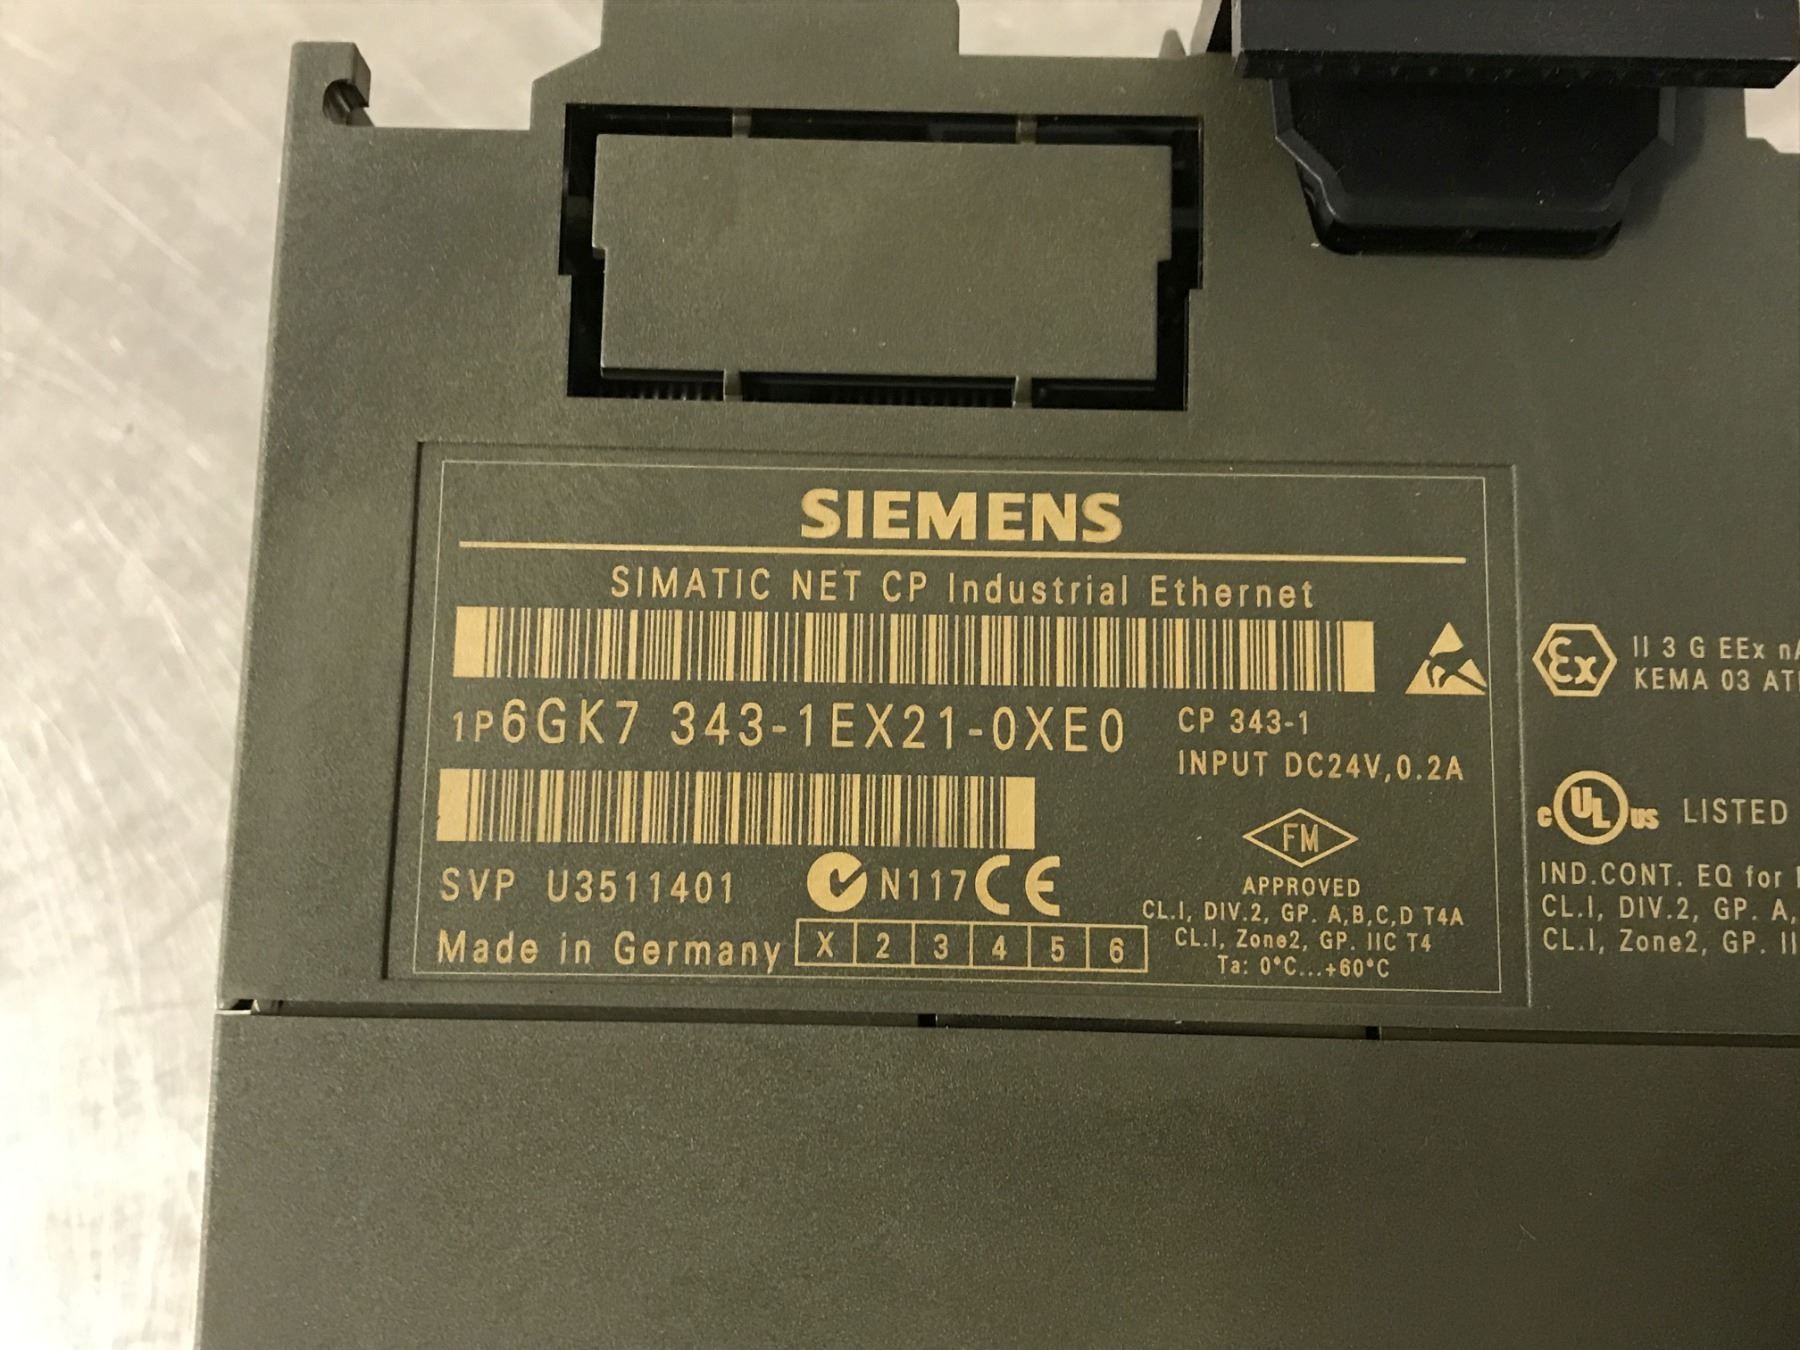 SIEMENS
SIMATIC NET CP Industrial Ethernet
1P6GK7 343-1EX21-0XE0
CP 343-1
INPUT DC24V,0.2A
SVP U3511401
N117
CE
FM
APPROVED
CL.I, DIV.2, GP. A,B,C,D T4A
CL.I, Zone2, GP. IIC T4
Ta: 0°C...+60°C
Made in Germany
X 2 3 4 5 6
Ex
II 3 G EEx
KEMA 03
c UL us LISTED
IND.CONT. EQ for
CL.I, DIV.2, GP. A,
CL.I, Zone2, GP.